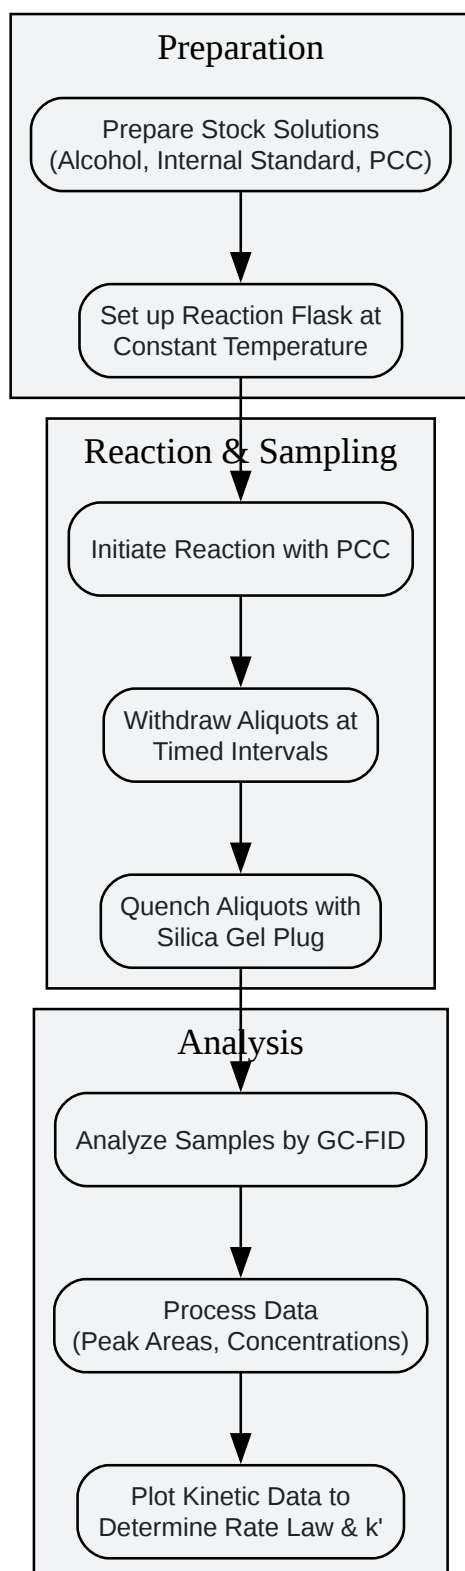 Preparation
Prepare Stock Solutions
(Alcohol, Internal Standard, PCC)
Set up Reaction Flask at
Constant Temperature
Reaction & Sampling
Initiate Reaction with PCC
Withdraw Aliquots at
Timed Intervals
Quench Aliquots with
Silica Gel Plug
Analysis
Analyze Samples by GC-FID
Process Data
(Peak Areas, Concentrations)
Plot Kinetic Data to
Determine Rate Law & k'